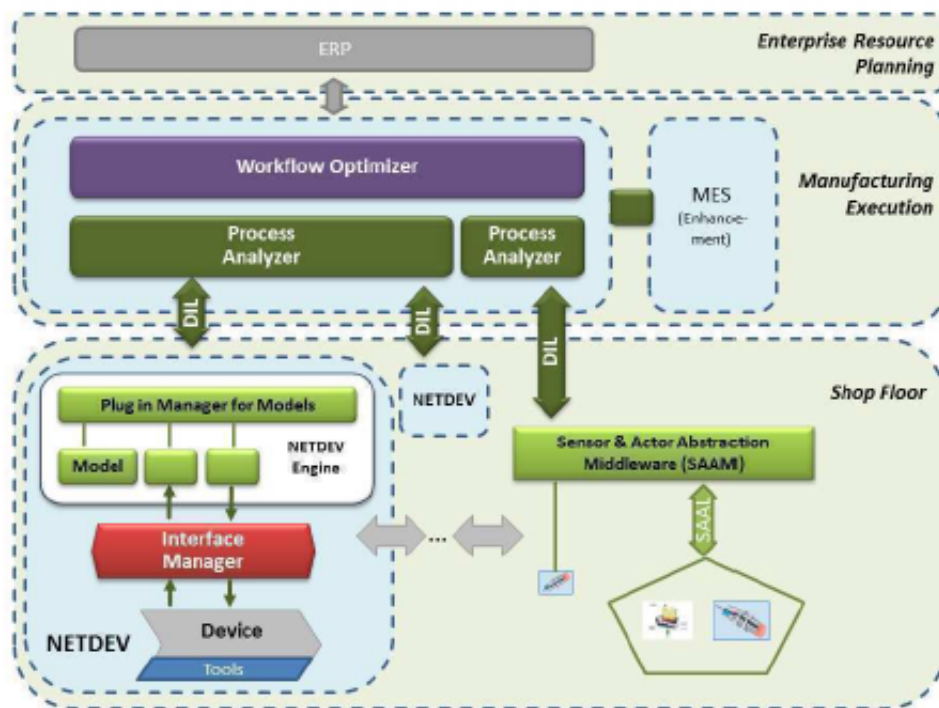 ERP
Enterprise Resource
Planning
Workflow Optimizer
Process
Analyzer
Process
Analyzer
MES
(Enhance-
ment)
Manufacturing
Execution
DIL
DIL
DIL
Plug in Manager for Models
Model
NETDEV
Engine
NETDEV
Shop Floor
Sensor & Actor Abstraction
Middleware (SAAMI)
Interface
Manager
...
SAAL
Device
Tools
NETDEV